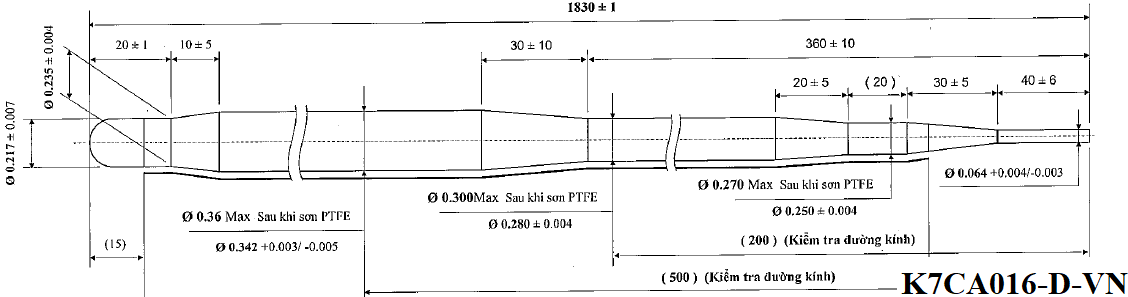 1830 ± 1
20 ± 1
10 ± 5
30 ± 10
360 ± 10
Ø 0.235 ± 0.004
20 ± 5
( 20 )
30 ± 5
40 ± 6
Ø 0.217 ± 0.007
Ø 0.064 +0.004/-0.003
Ø 0.270 Max Sau khi sơn PTFE
Ø 0.250 ± 0.004
Ø 0.300Max Sau khi sơn PTFE
Ø 0.280 ± 0.004
Ø 0.36 Max Sau khi sơn PTFE
Ø 0.342 +0.003/ -0.005
(15)
( 200 ) (Kiểm tra đường kính)
( 500 ) (Kiểm tra đường kính)
K7CA016-D-VN